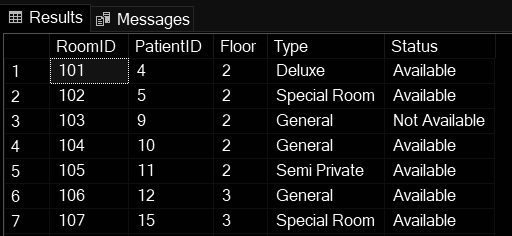 Results Messages
RoomID PatientID Floor Type Status
1 101 4 2 Deluxe Available
2 102 5 2 Special Room Available
3 103 9 2 General Not Available
4 104 10 2 General Available
5 105 11 2 Semi Private Available
6 106 12 3 General Available
7 107 15 3 Special Room Available